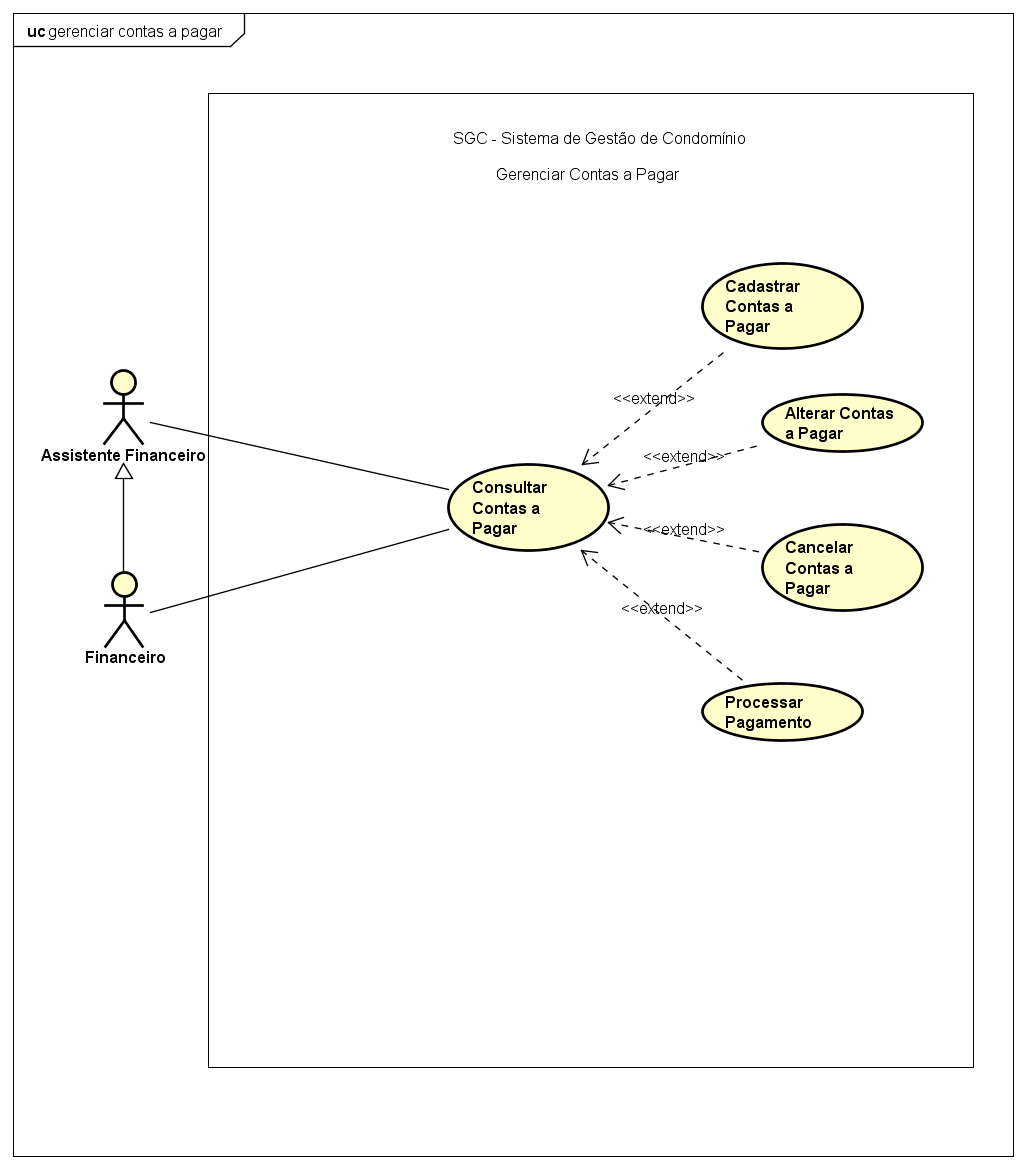 uc gerenciar contas a pagar
SGC - Sistema de Gestão de Condomínio
Gerenciar Contas a Pagar
Cadastrar
Contas a
Pagar
<<extend>>
Alterar Contas
a Pagar
<<extend>>
Assistente Financeiro
Consultar
Contas a
Pagar
<<extend>>
Cancelar
Contas a
Pagar
<<extend>>
Financeiro
Processar
Pagamento